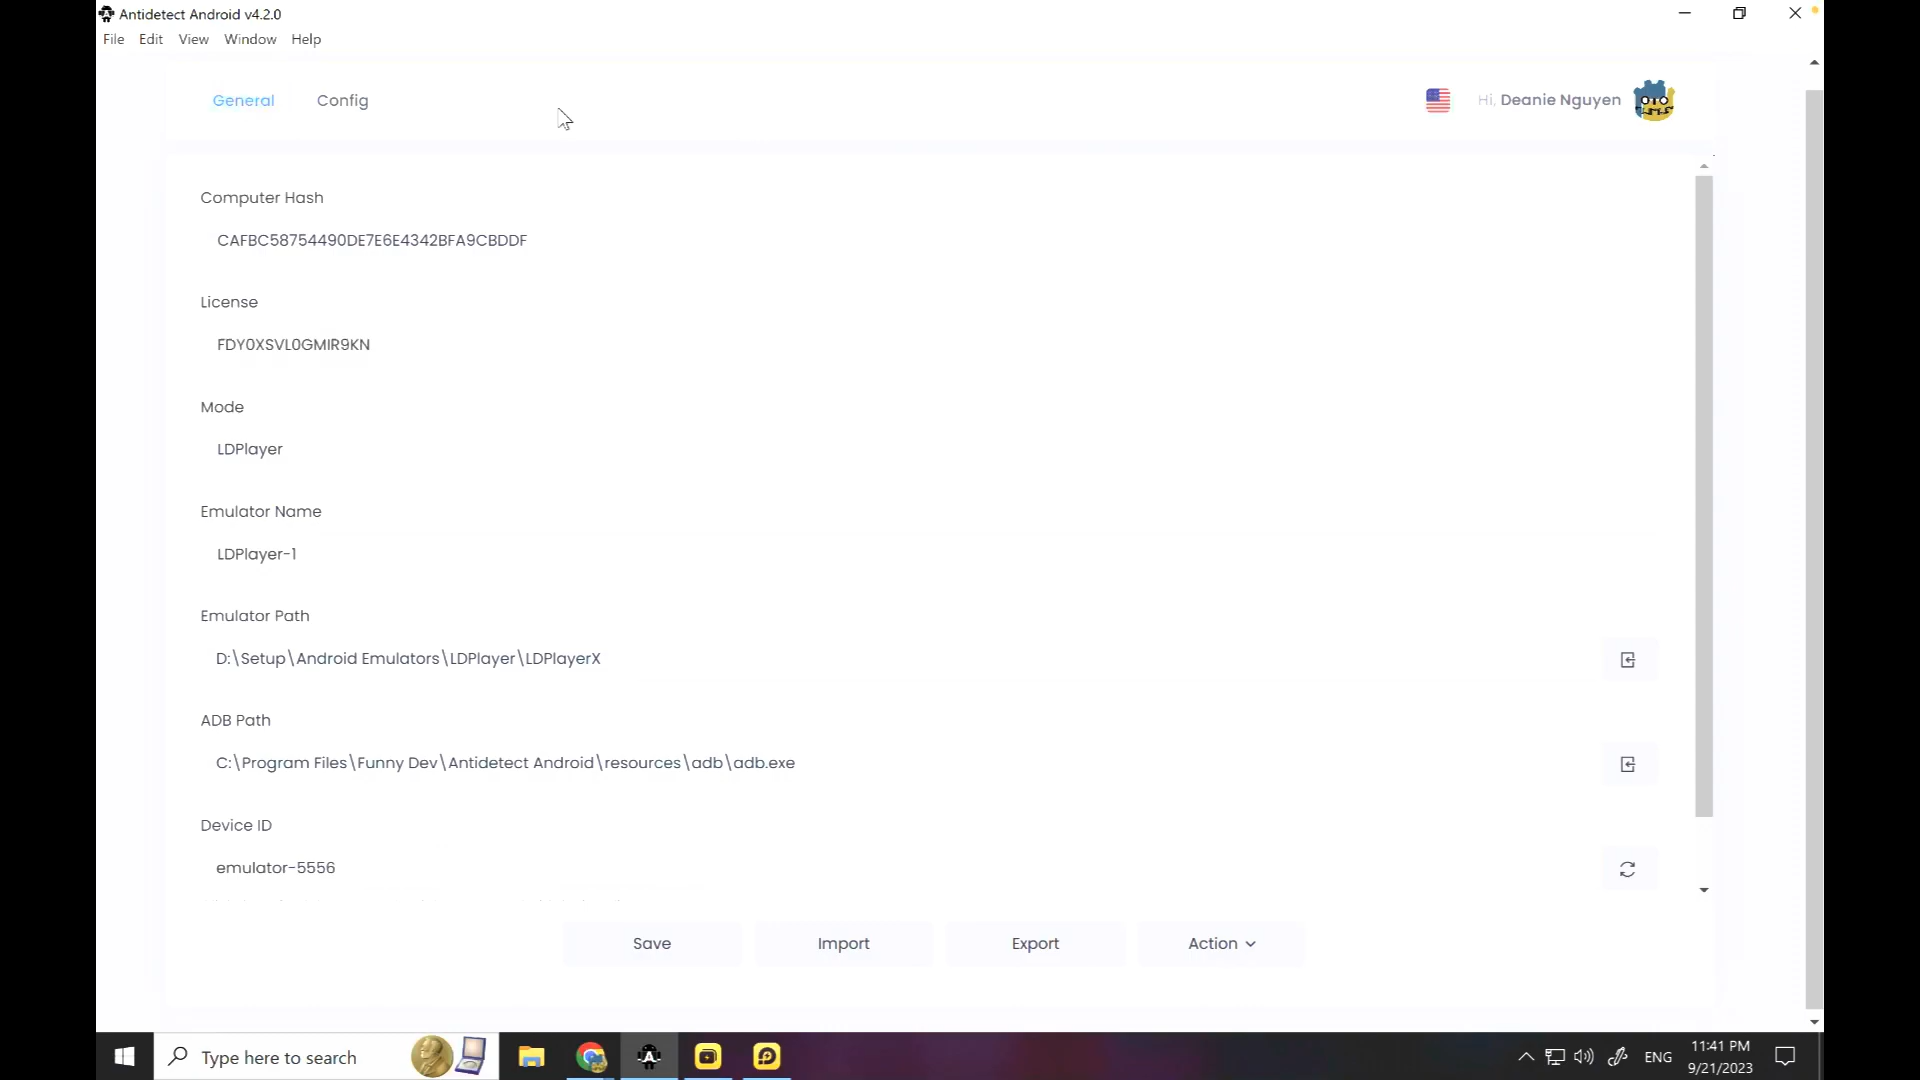 Antidetect Android v4.2.0
File Edit View Window Help
General Config
Hi, Deanie Nguyen
Computer Hash
CAFBC58754490DE7E6E4342BFA9CBDDF
License
FDY0XSVL0GMIR9KN
Mode
LDPlayer
Emulator Name
LDPlayer-1
Emulator Path
D:\Setup\Android Emulators\LDPlayer\LDPlayerX
ADB Path
C:\Program Files\Funny Dev\Antidetect Android\resources\adb\adb.exe
Device ID
emulator-5556
Save Import Export Action
Type here to search
ENG
11:41 PM
9/21/2023